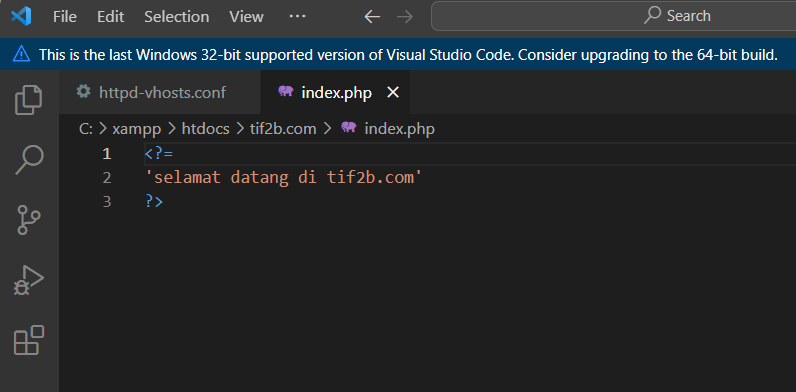 File Edit Selection View ··· ← → Search
This is the last Windows 32-bit supported version of Visual Studio Code. Consider upgrading to the 64-bit build.
httpd-vhosts.conf index.php ×
C: > xampp > htdocs > tif2b.com > index.php
1 <?=
2 'selamat datang di tif2b.com'
3 ?>